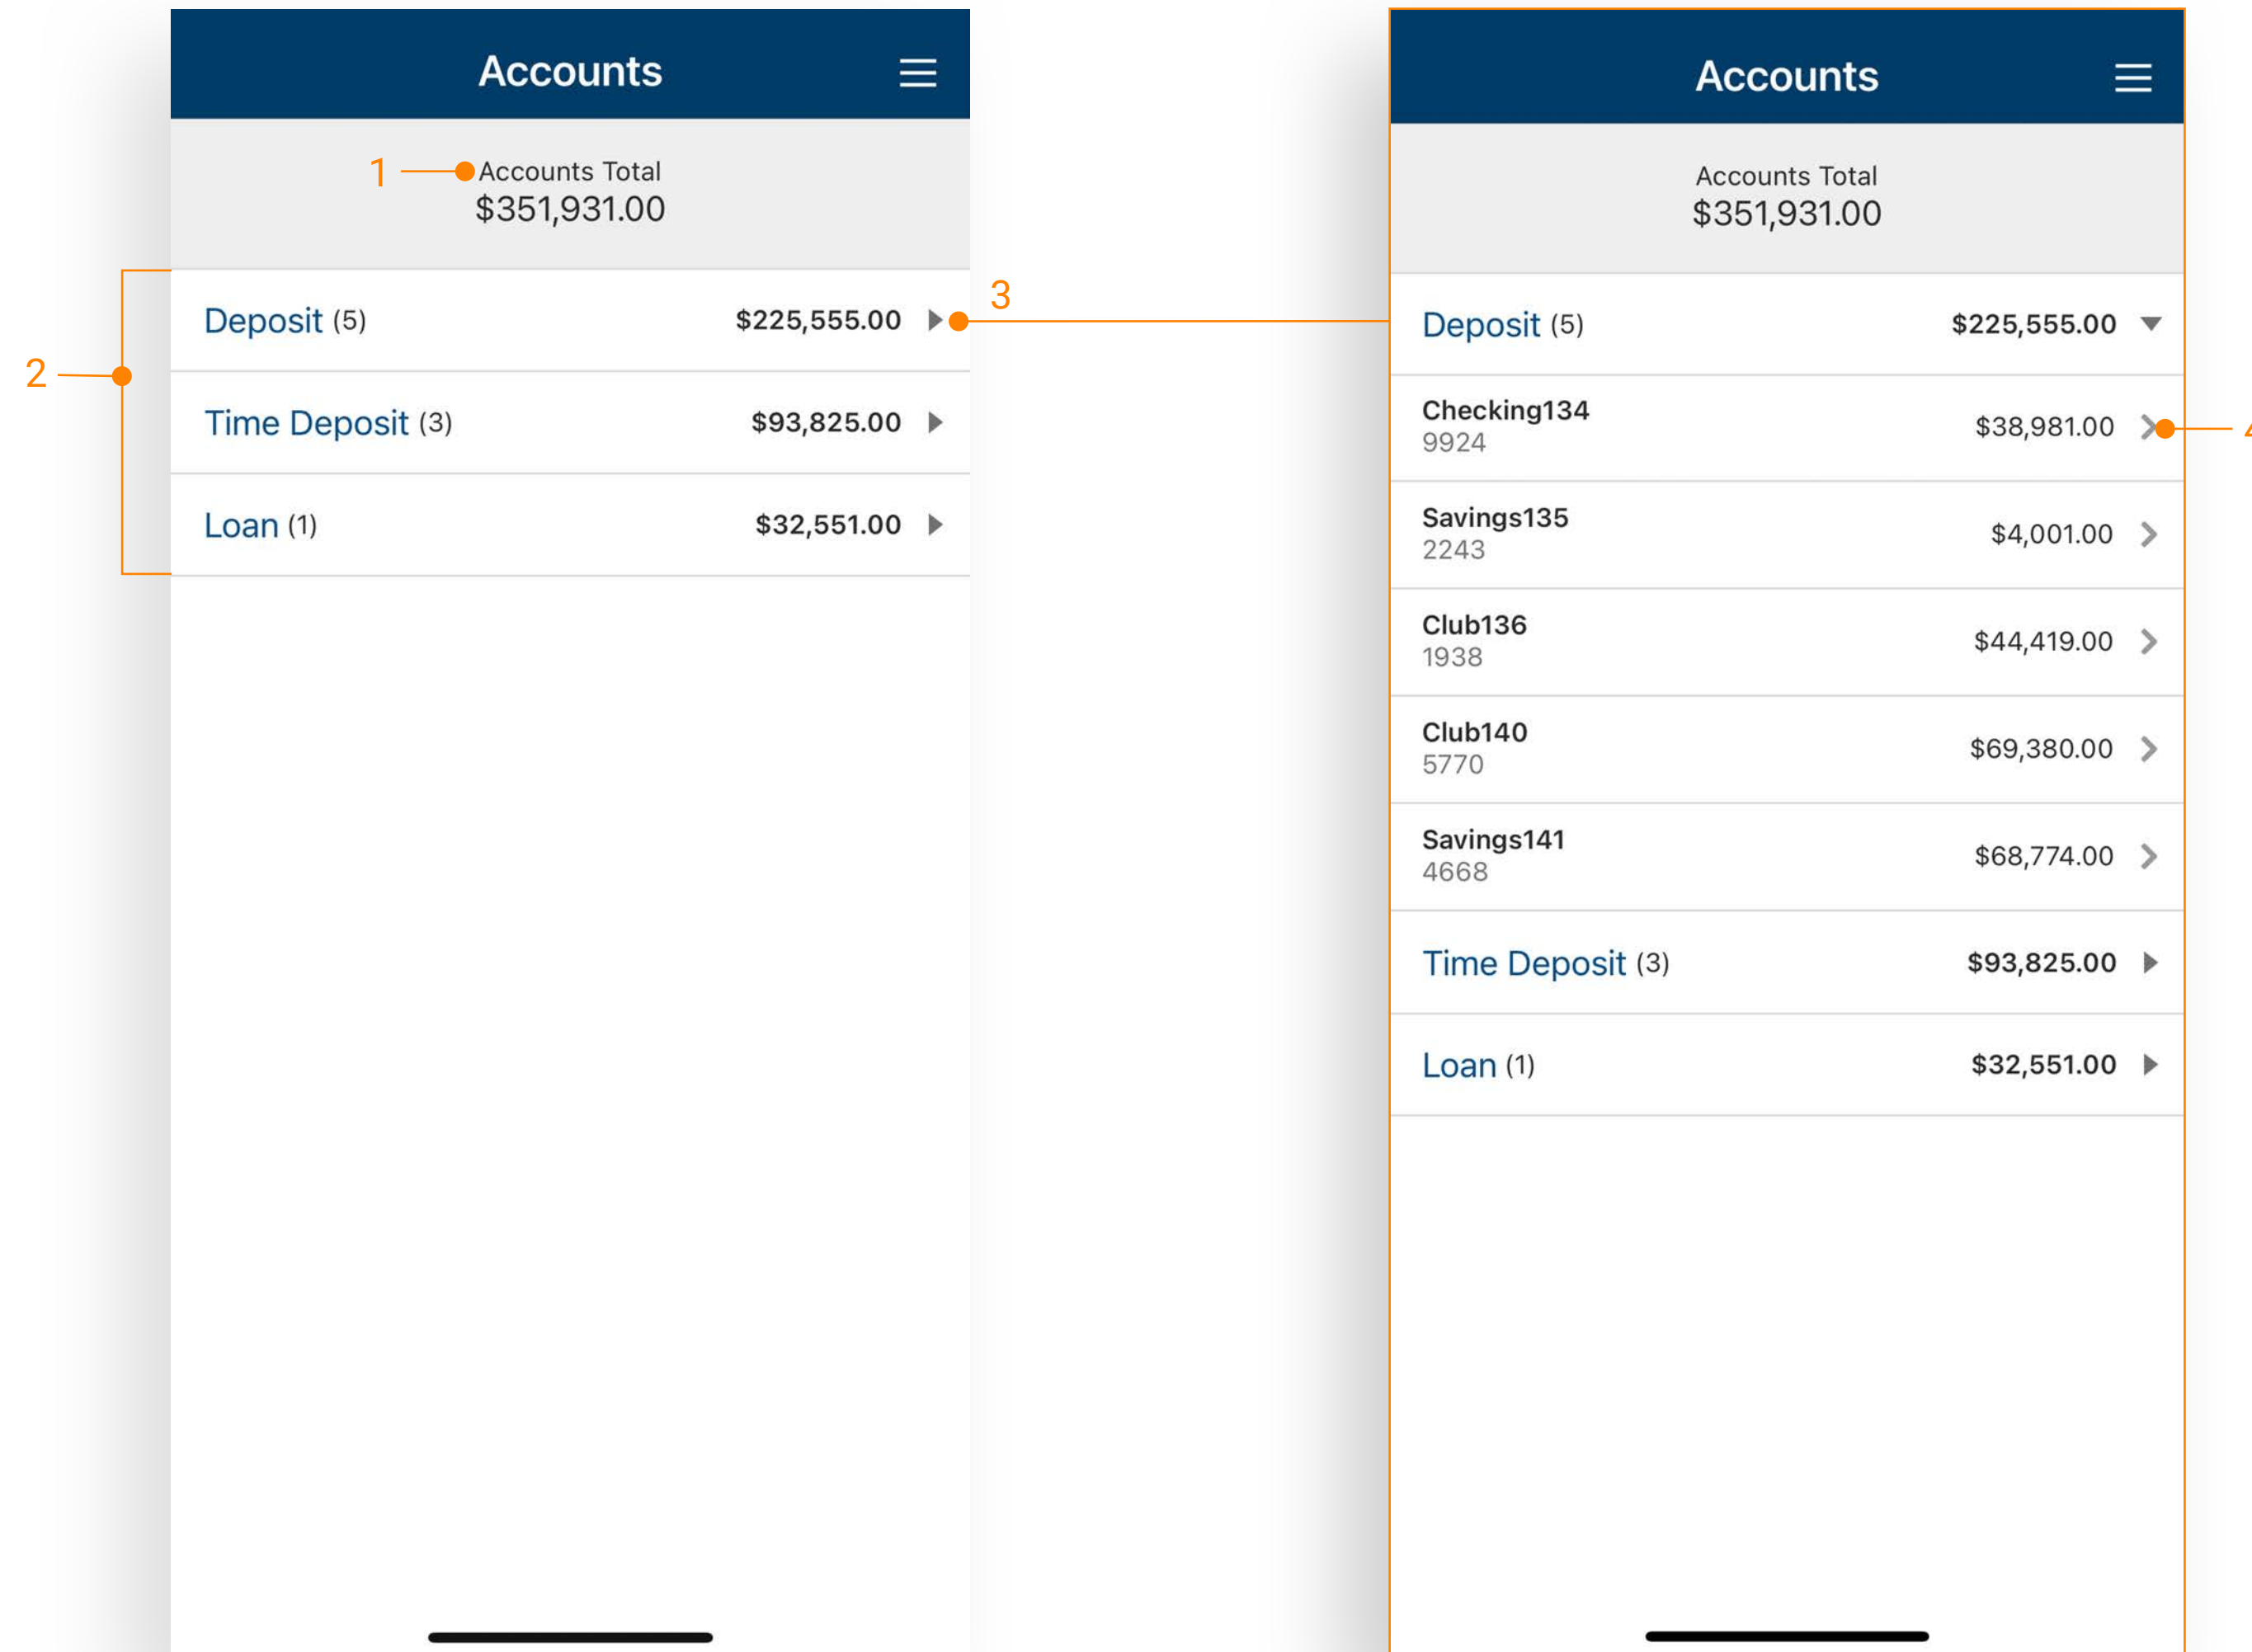 Accounts
1
Accounts Total
$351,931.00
2
3
Deposit (5) $225,555.00
Time Deposit (3) $93,825.00
Loan (1) $32,551.00
Accounts
Accounts Total
$351,931.00
Deposit (5) $225,555.00
Checking134
9924 $38,981.00
4
Savings135
2243 $4,001.00
Club136
1938 $44,419.00
Club140
5770 $69,380.00
Savings141
4668 $68,774.00
Time Deposit (3) $93,825.00
Loan (1) $32,551.00